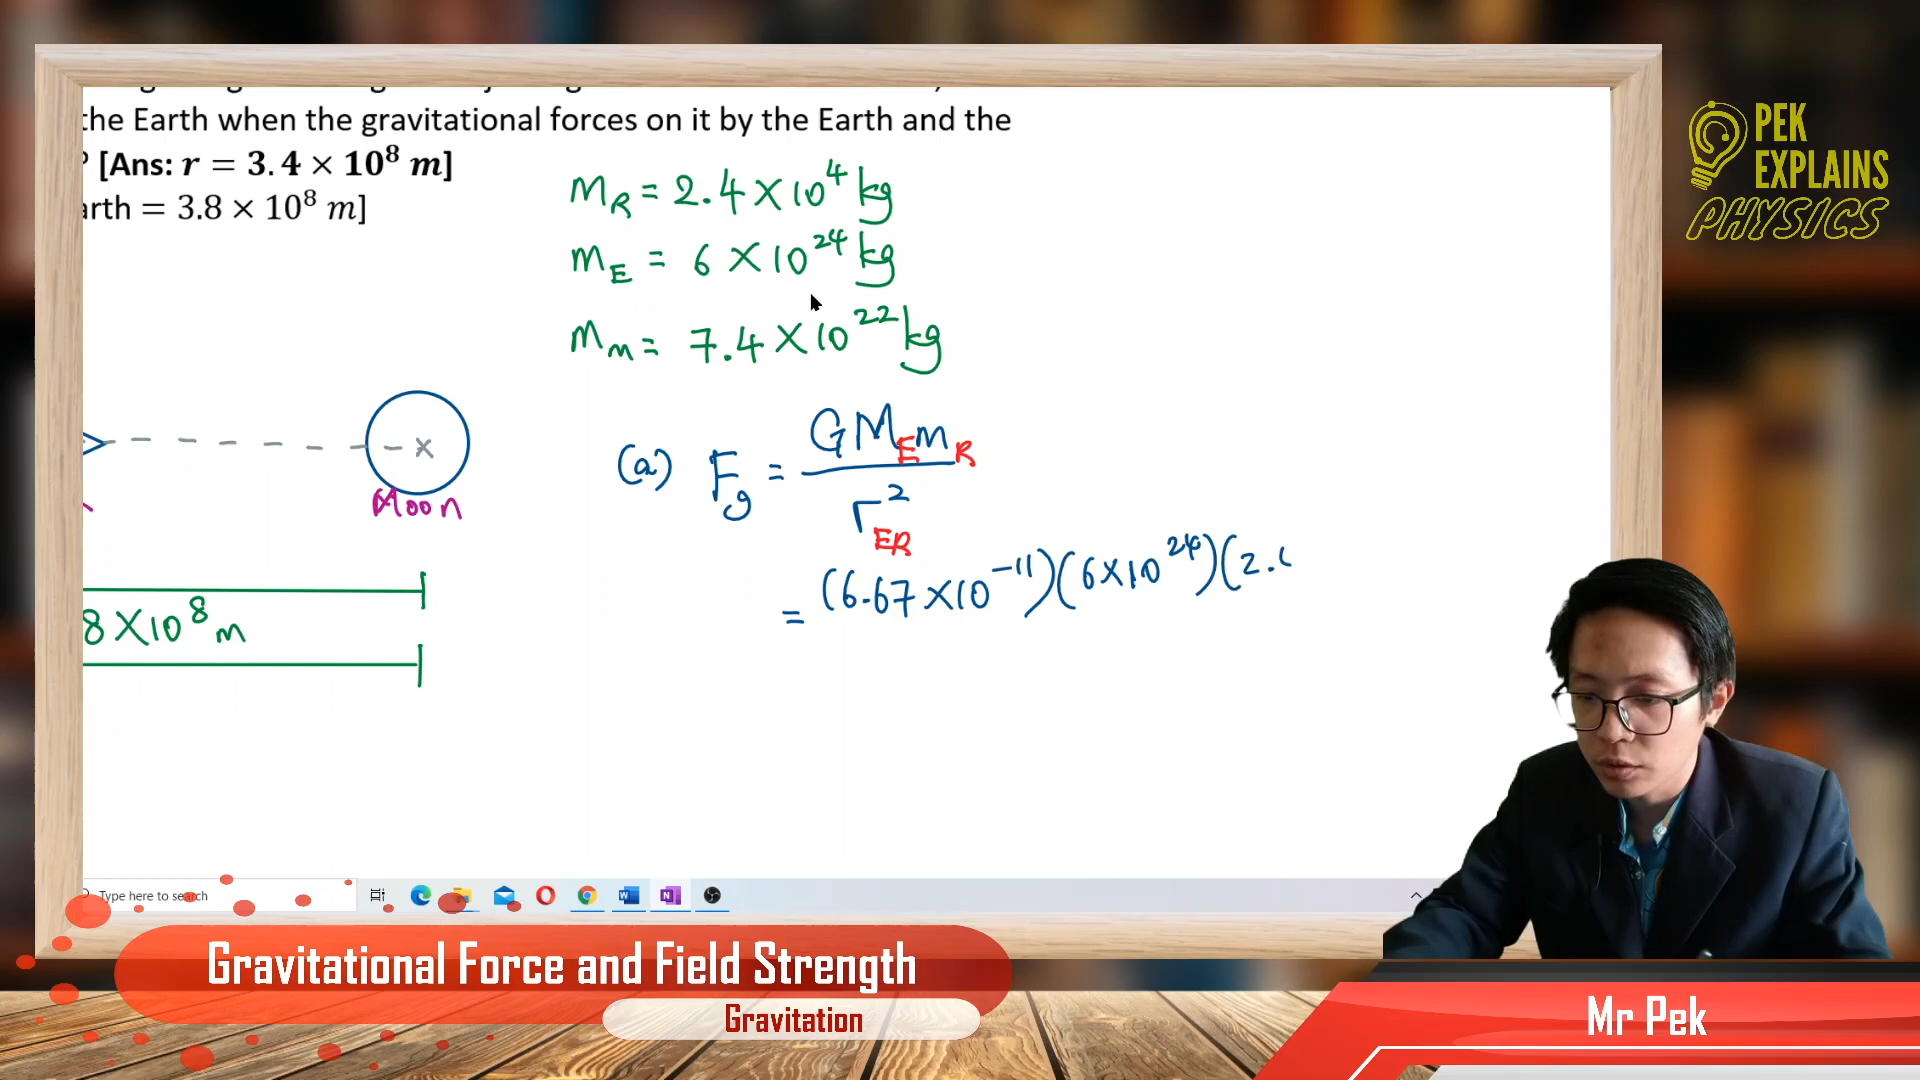 the Earth when the gravitational forces on it by the Earth and the
[Ans: r = 3.4 × 10⁸ m]
arth = 3.8 × 10⁸ m]
m_R = 2.4 × 10⁴ kg
m_E = 6 × 10²⁴ kg
m_m = 7.4 × 10²² kg
Moon
8 × 10⁸ m
(a) F_g = GM_E m_R / r²_ER
= (6.67 × 10⁻¹¹)(6 × 10²⁴)(2.
PEK
EXPLAINS
PHYSICS
Type here to search
Gravitational Force and Field Strength
Gravitation
Mr Pek